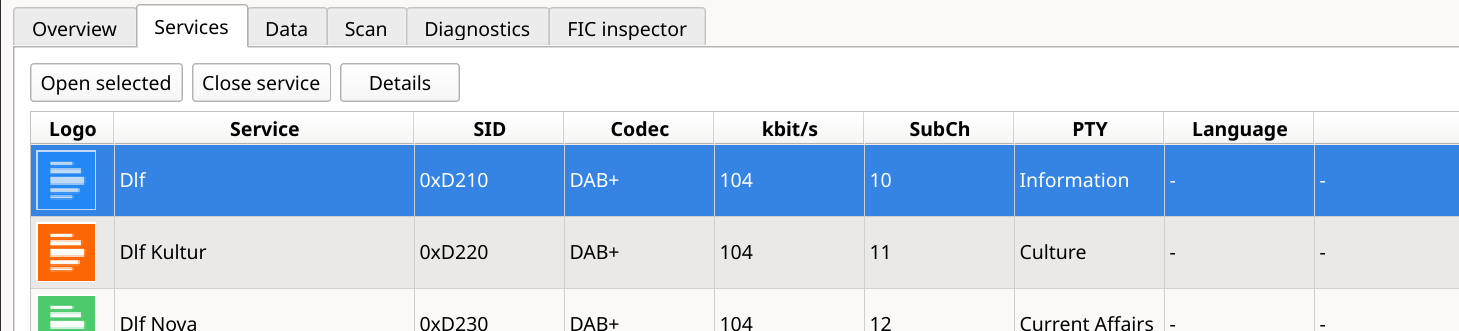 Overview Services Data Scan Diagnostics FIC inspector
Open selected Close service Details
Logo Service SID Codec kbit/s SubCh PTY Language
Dlf 0xD210 DAB+ 104 10 Information - -
Dlf Kultur 0xD220 DAB+ 104 11 Culture - -
Dlf Nova 0xD230 DAB+ 104 12 Current Affairs - -